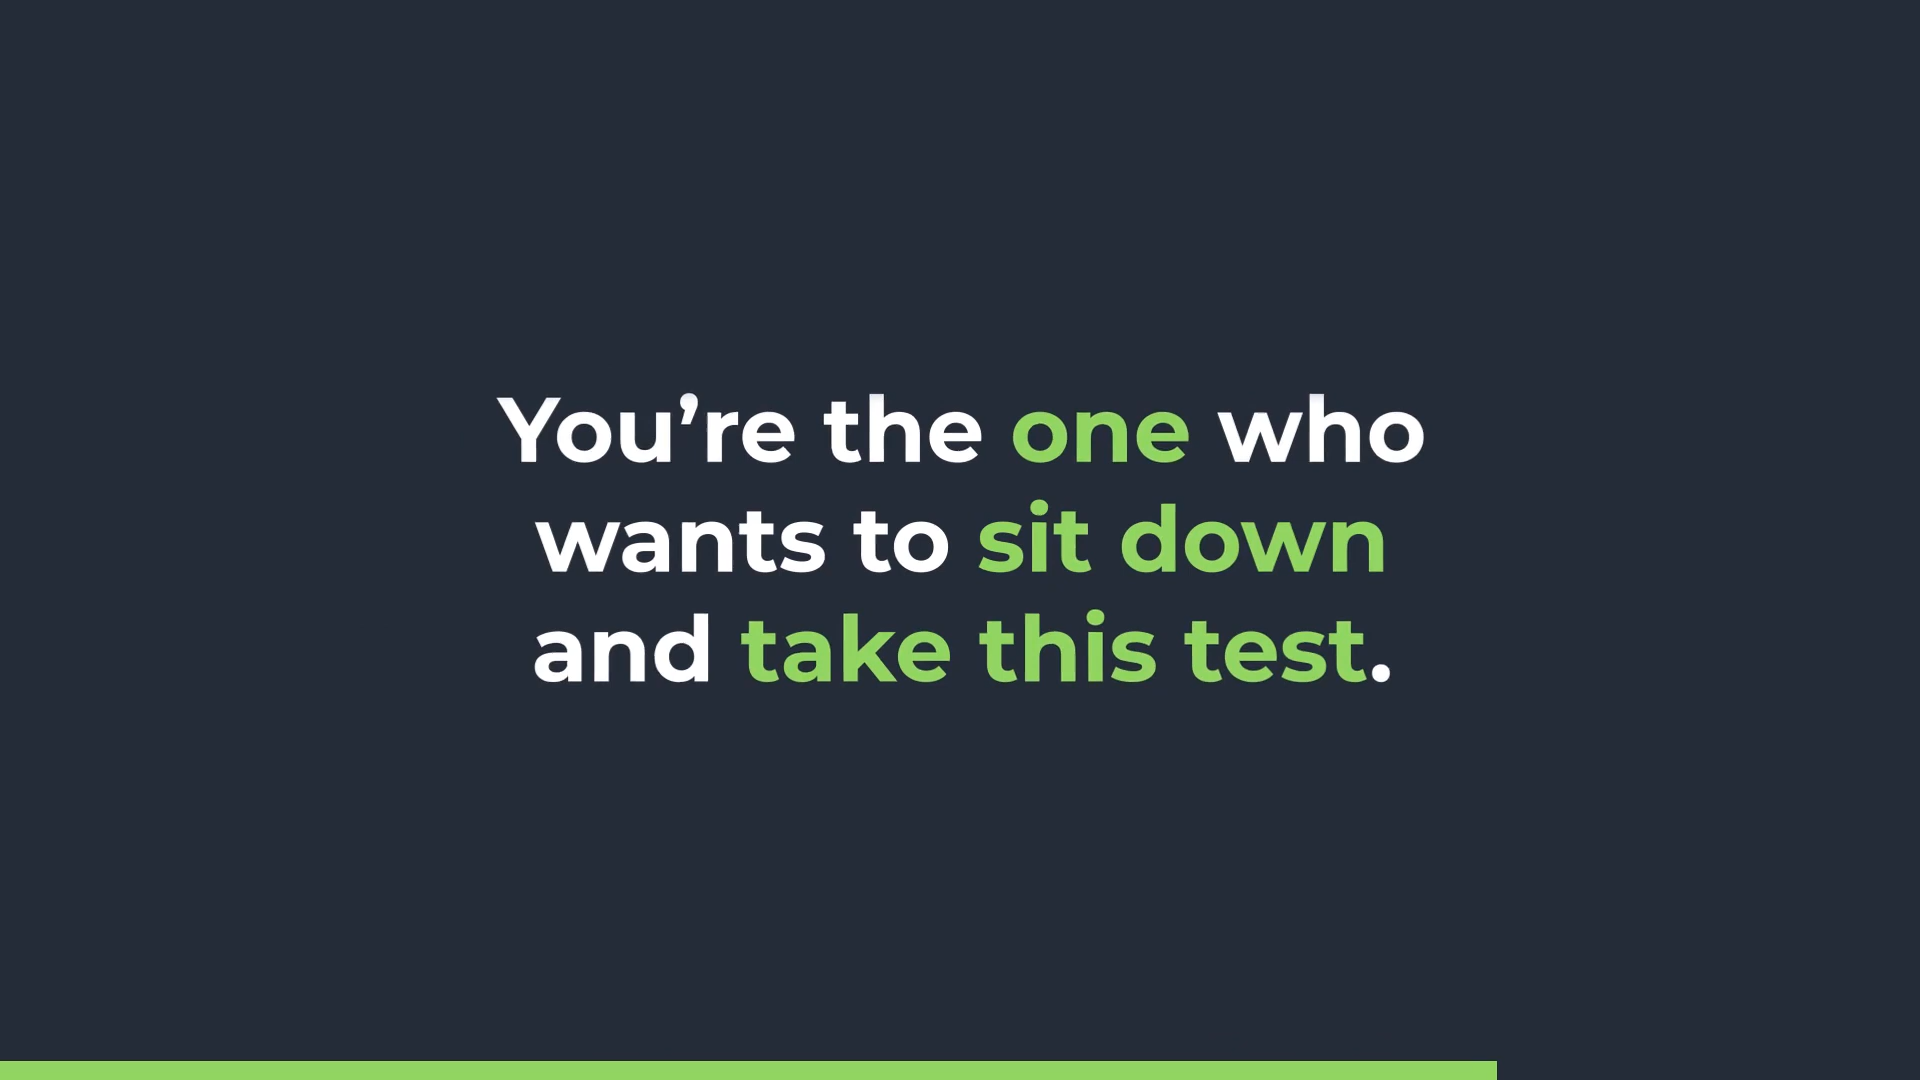 You’re the one who
wants to sit down
and take this test.